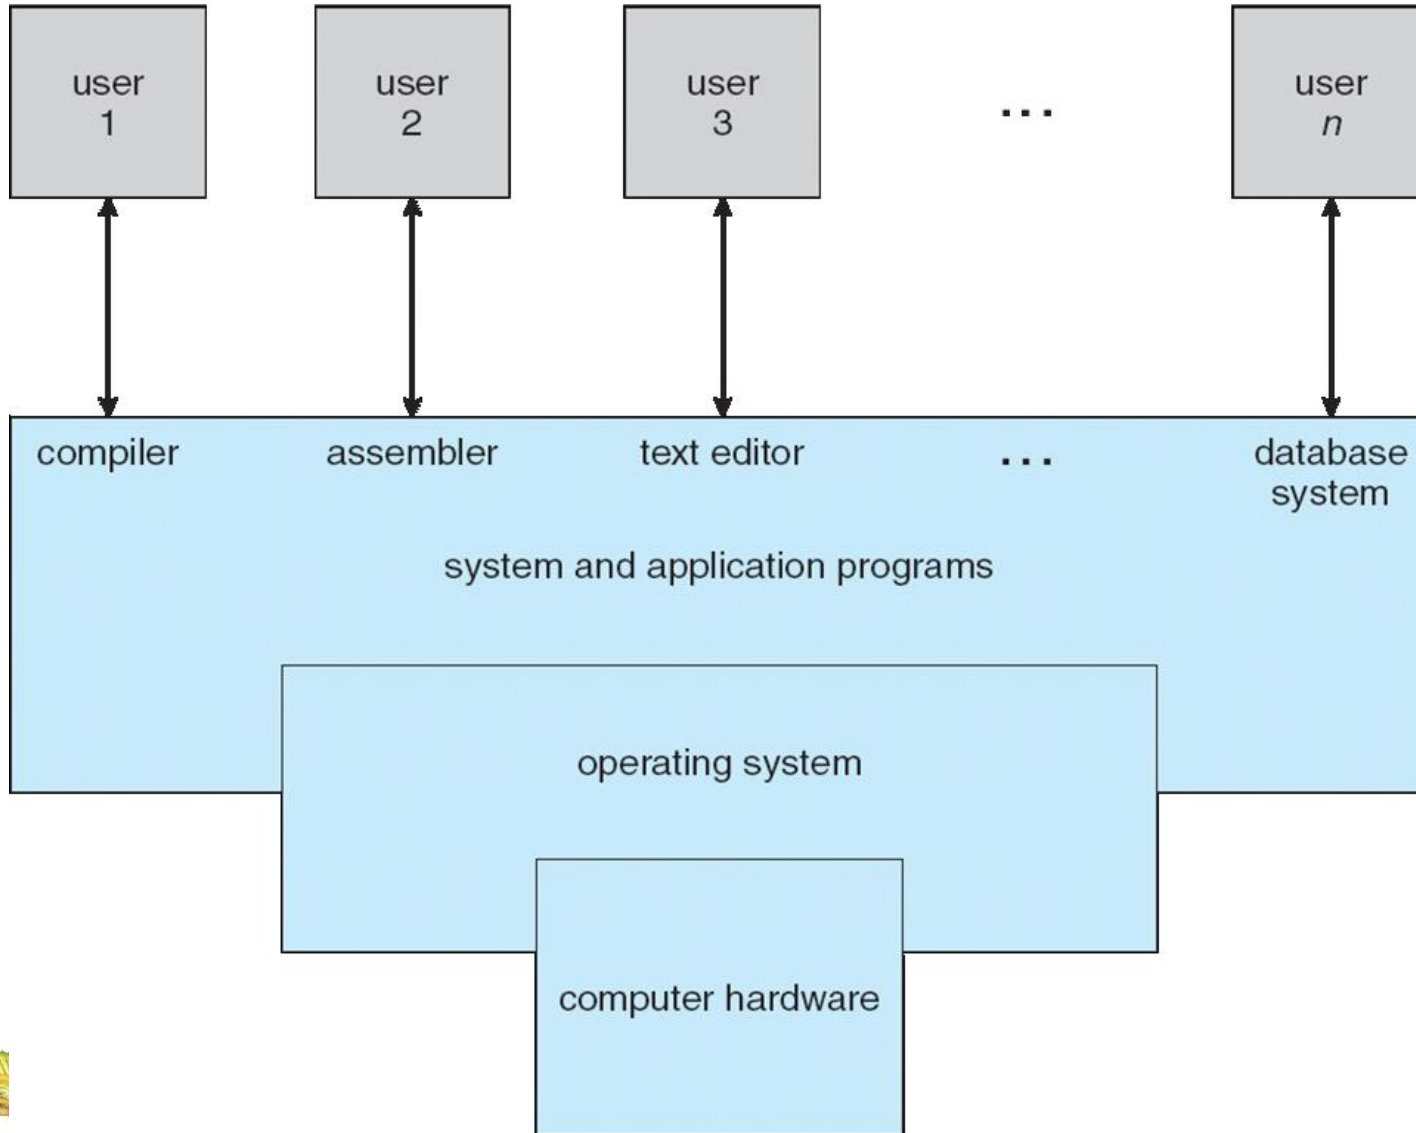 user
1
user
2
user
3
...
user
n
compiler
assembler
text editor
...
database
system
system and application programs
operating system
computer hardware